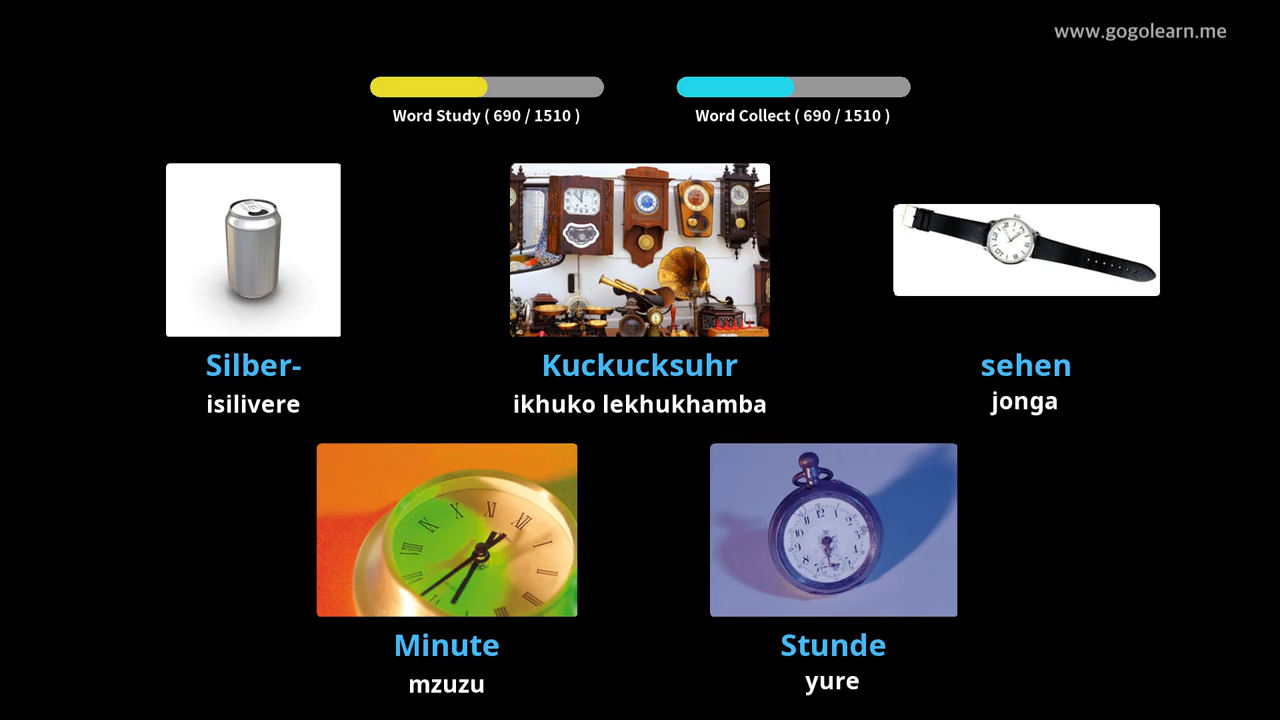 www.gogolearn.me
Word Study ( 690 / 1510 )
Word Collect ( 690 / 1510 )
Silber-
isilivere
Kuckucksuhr
ikhuko lekhukhamba
sehen
jonga
Minute
mzuzu
Stunde
yure